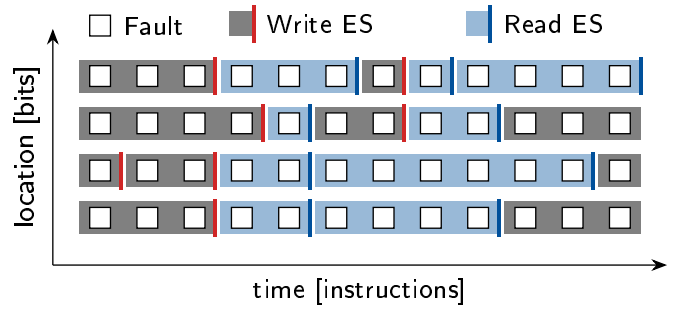 Fault Write ES Read ES
location [bits]
time [instructions]